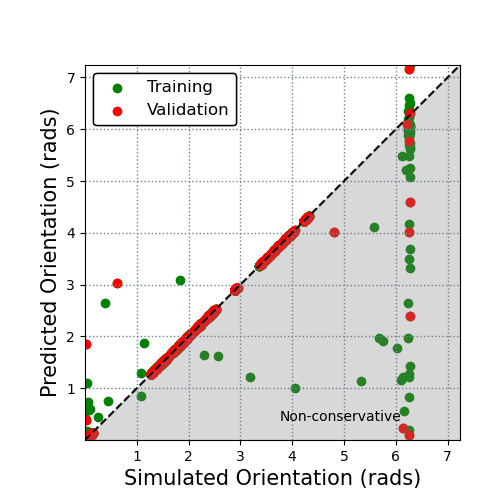 Training
Validation
7
6
5
4
3
2
1
Predicted Orientation (rads)
Non-conservative
1 2 3 4 5 6 7
Simulated Orientation (rads)